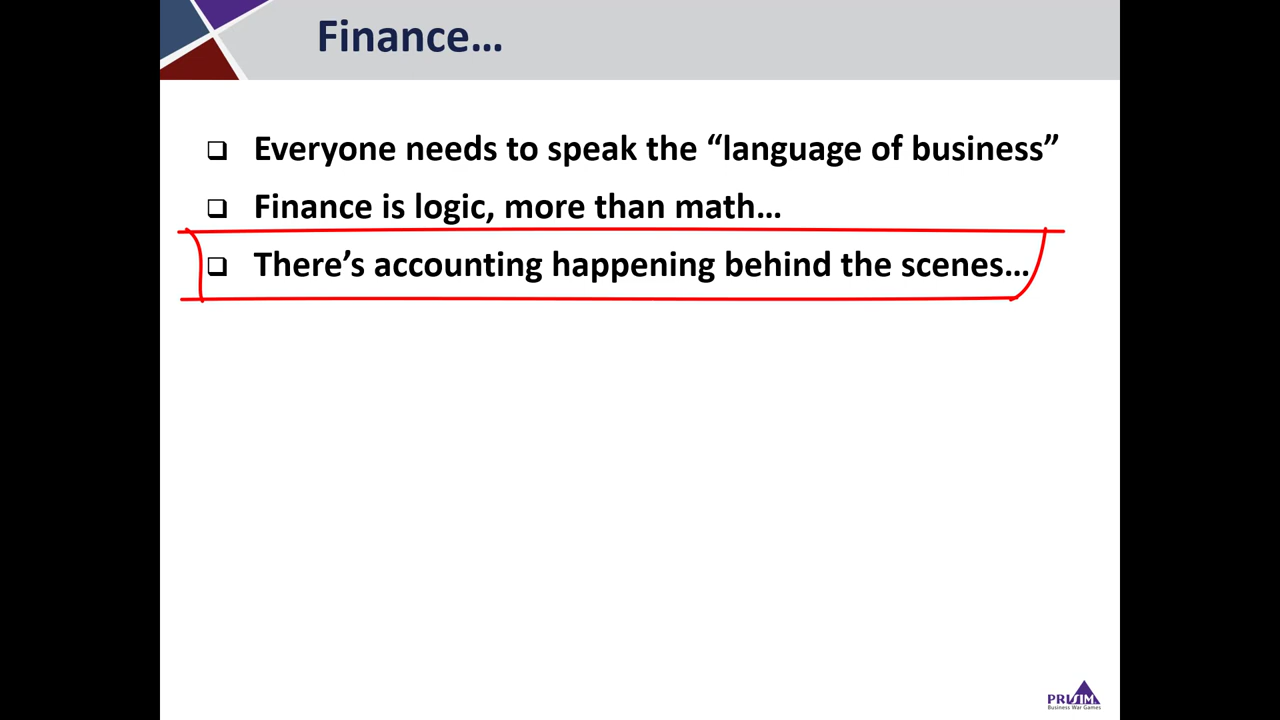 Finance…
Everyone needs to speak the “language of business”
Finance is logic, more than math…
There’s accounting happening behind the scenes…
PRISIM
Business War Games